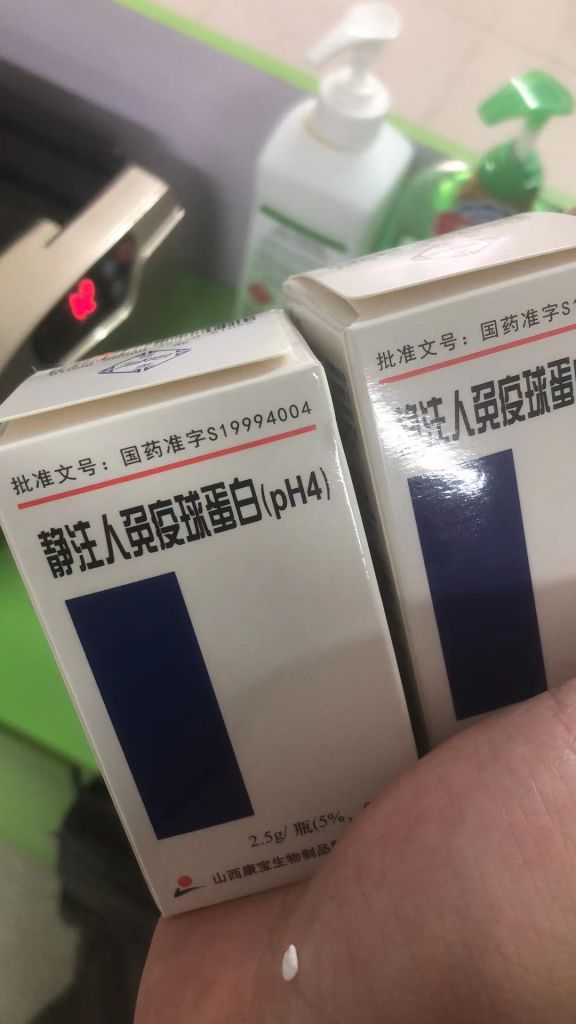 批准文号：国药准字S19994004
静注人免疫球蛋白(pH4)
2.5g/瓶(5%，
山西康宝生物制品
批准文号：国药准字S1
静注人免疫球蛋